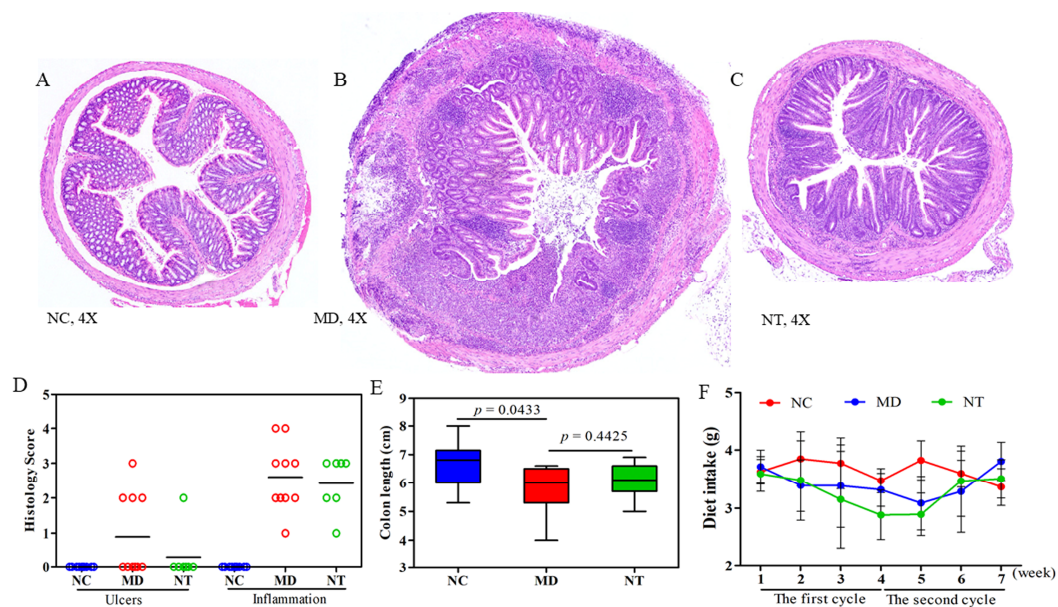 A
B
C
NC, 4X
MD, 4X
NT, 4X
D
Histology Score
5
4
3
2
1
0
NC MD NT NC MD NT
Ulcers Inflammation
E
Colon length (cm)
9
8
7
6
5
4
3
p = 0.0433
p = 0.4425
NC MD NT
F
NC MD NT
Diet intake (g)
5
4
3
2
1 2 3 4 5 6 7 (week)
The first cycle The second cycle